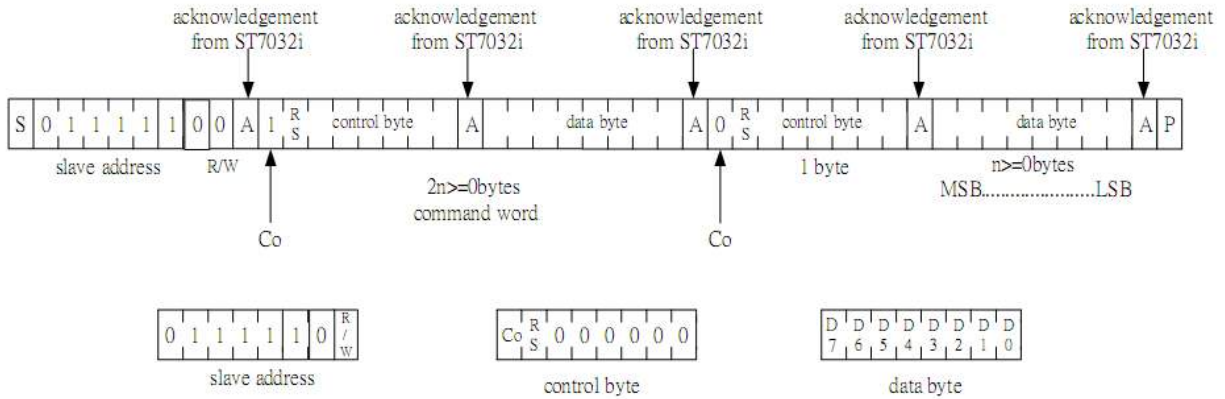 acknowledgement acknowledgement acknowledgement acknowledgement acknowledgement
from ST7032i from ST7032i from ST7032i from ST7032i from ST7032i
S 0 1 1 1 1 1 0 0 A 1 RS control byte A data byte A 0 RS control byte A data byte A P
slave address R/W 1 byte n>=0bytes
2n>=0bytes MSB......................LSB
command word
Co Co
0 1 1 1 1 1 0 R/W Co RS 0 0 0 0 0 0 D7 D6 D5 D4 D3 D2 D1 D0
slave address control byte data byte